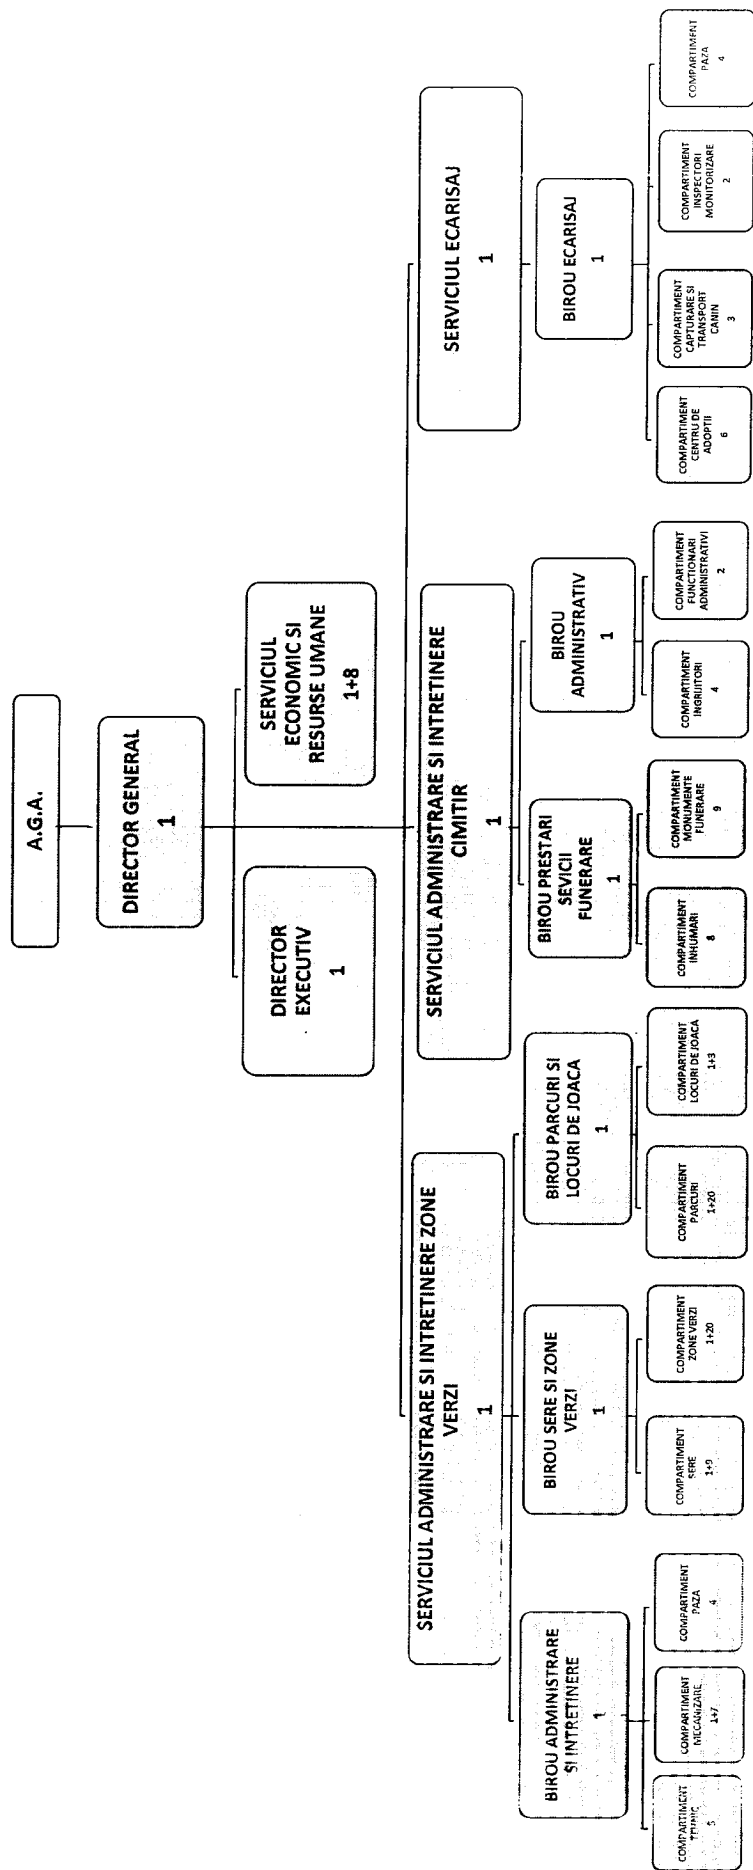 A.G.A.
DIRECTOR GENERAL
1
DIRECTOR
EXECUTIV
1
SERVICIUL
ECONOMIC SI
RESURSE UMANE
1+8
SERVICIUL ADMINISTRARE SI INTRETINERE ZONE
VERZI
1
SERVICIUL ADMINISTRARE SI INTRETINERE
CIMITIR
1
SERVICIUL ECARISAJ
1
BIROU ADMINISTRARE
SI INTRETINERE
1
BIROU SERE SI ZONE
VERZI
1
BIROU PARCURI SI
LOCURI DE JOACA
1
BIROU PRESTARI
SEVICII
FUNERARE
1
BIROU
ADMINISTRATIV
1
BIROU ECARISAJ
1
COMPARTIMENT
TEHNIC
5
COMPARTIMENT
MECANIZARE
1+7
COMPARTIMENT
PAZA
4
COMPARTIMENT
SERE
1+9
COMPARTIMENT
ZONE VERZI
1+20
COMPARTIMENT
PARCURI
1+20
COMPARTIMENT
LOCURI DE JOACA
1+3
COMPARTIMENT
INHUMARI
8
COMPARTIMENT
MONUMENTE
FUNERARE
9
COMPARTIMENT
INGRIJITORI
4
COMPARTIMENT
FUNCTIONARI
ADMINISTRATIVI
2
COMPARTIMENT
CENTRU DE
ADOPTII
6
COMPARTIMENT
CAPTURARE SI
TRANSPORT
CANIN
3
COMPARTIMENT
INSPECTORI
MONITORIZARE
2
COMPARTIMENT
PAZA
4